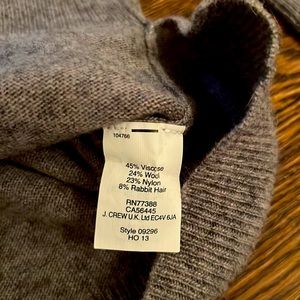 104766
45% Viscose
24% Wool
23% Nylon
8% Rabbit Hair
RN77388
CA56445
J. CREW U.K. Ltd EC4V 6JA
Style 09296
HO 13